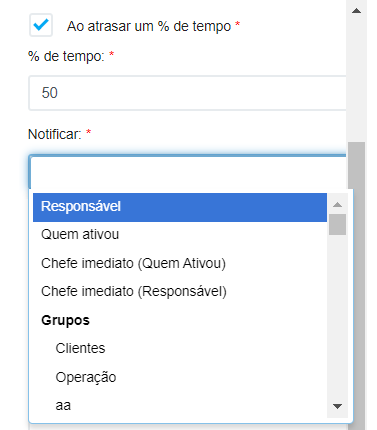 Ao atrasar um % de tempo *
% de tempo: *
50
Notificar: *
Responsável
Quem ativou
Chefe imediato (Quem Ativou)
Chefe imediato (Responsável)
Grupos
Clientes
Operação
aa